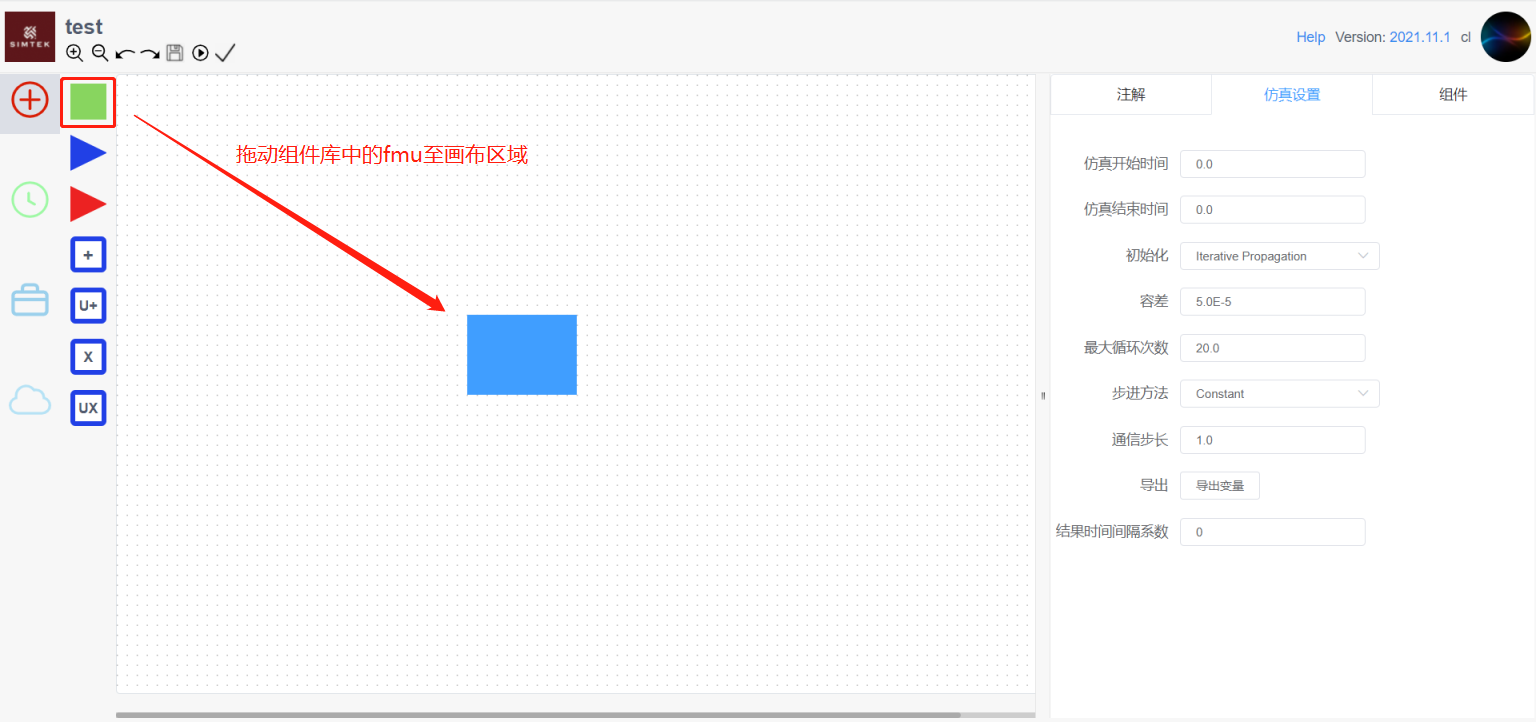 SIMTEK
test
Help Version: 2021.11.1 cl
注解 仿真设置 组件
拖动组件库中的fmu至画布区域
+
U+
X
UX
仿真开始时间 0.0
仿真结束时间 0.0
初始化 Iterative Propagation
容差 5.0E-5
最大循环次数 20.0
步进方法 Constant
通信步长 1.0
导出 导出变量
结果时间间隔系数 0